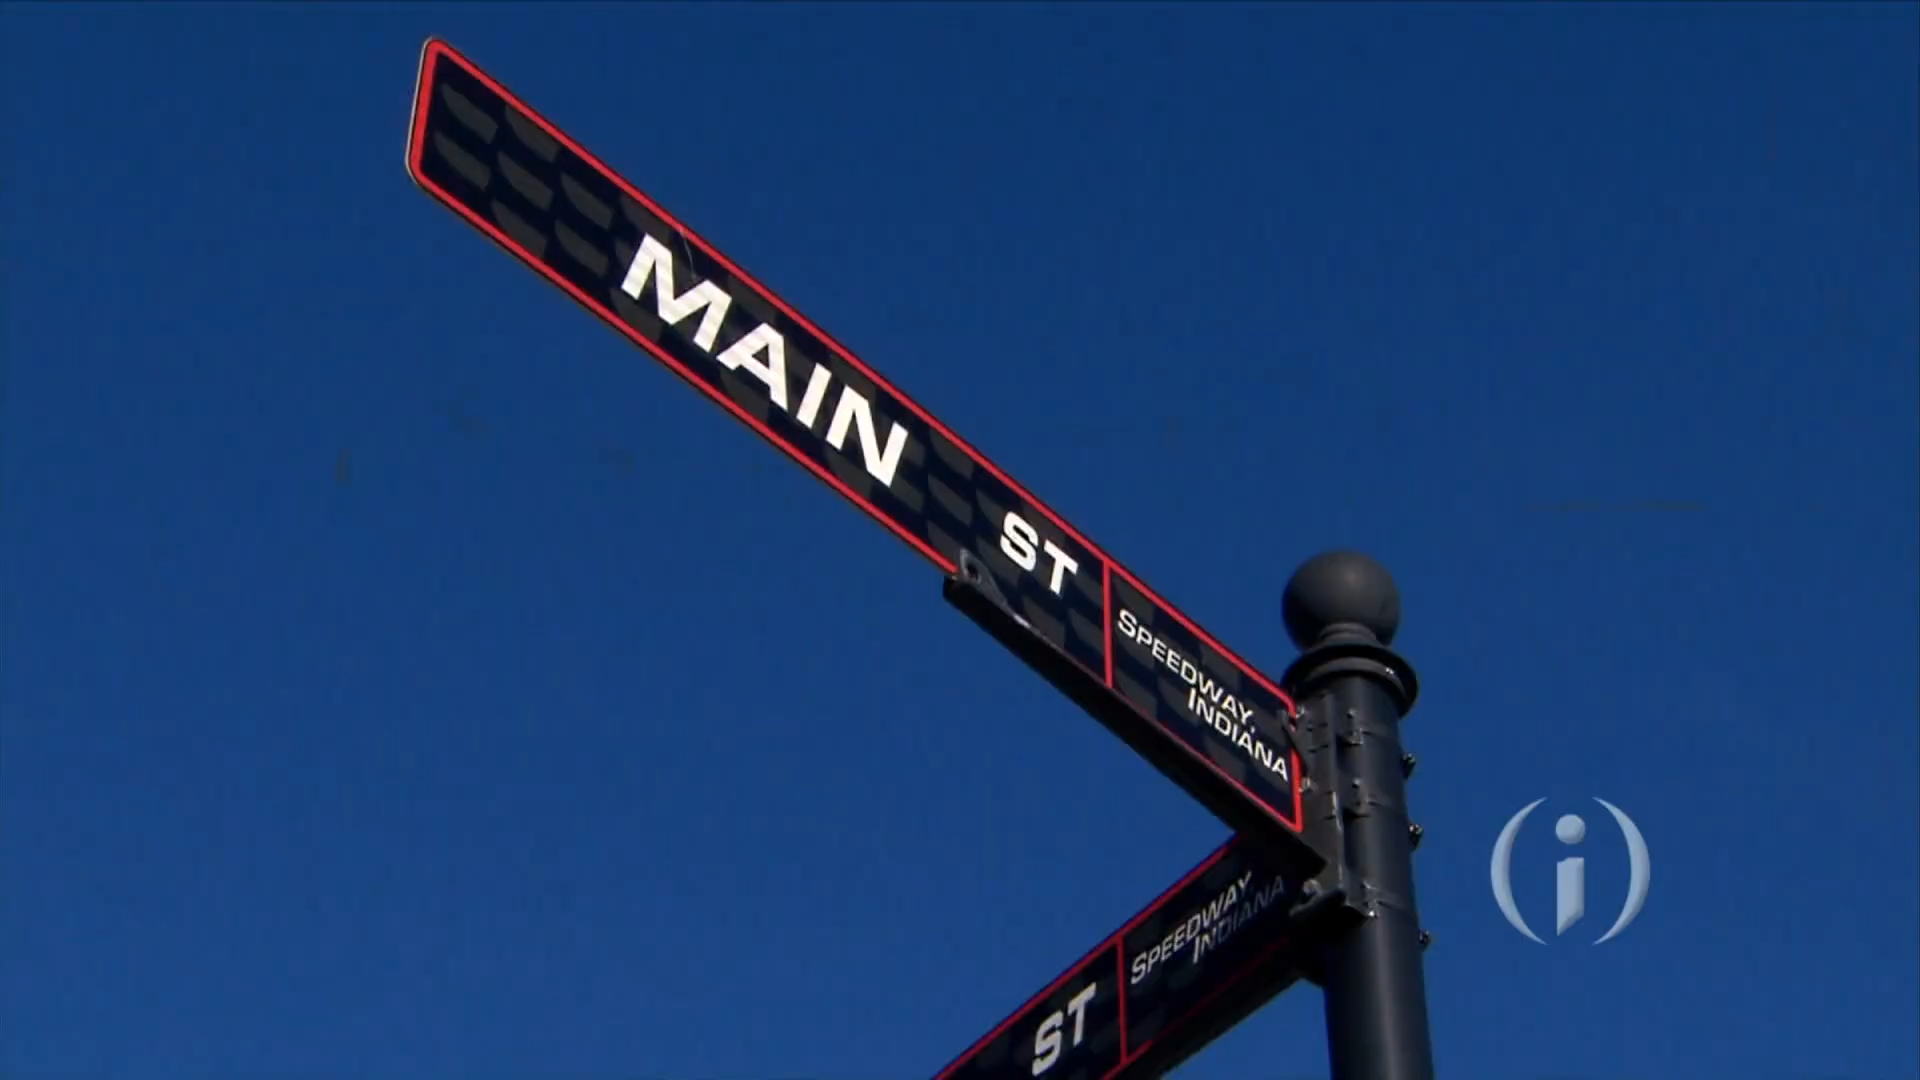 MAIN ST
SPEEDWAY,
INDIANA
ST
SPEEDWAY,
INDIANA
(i)